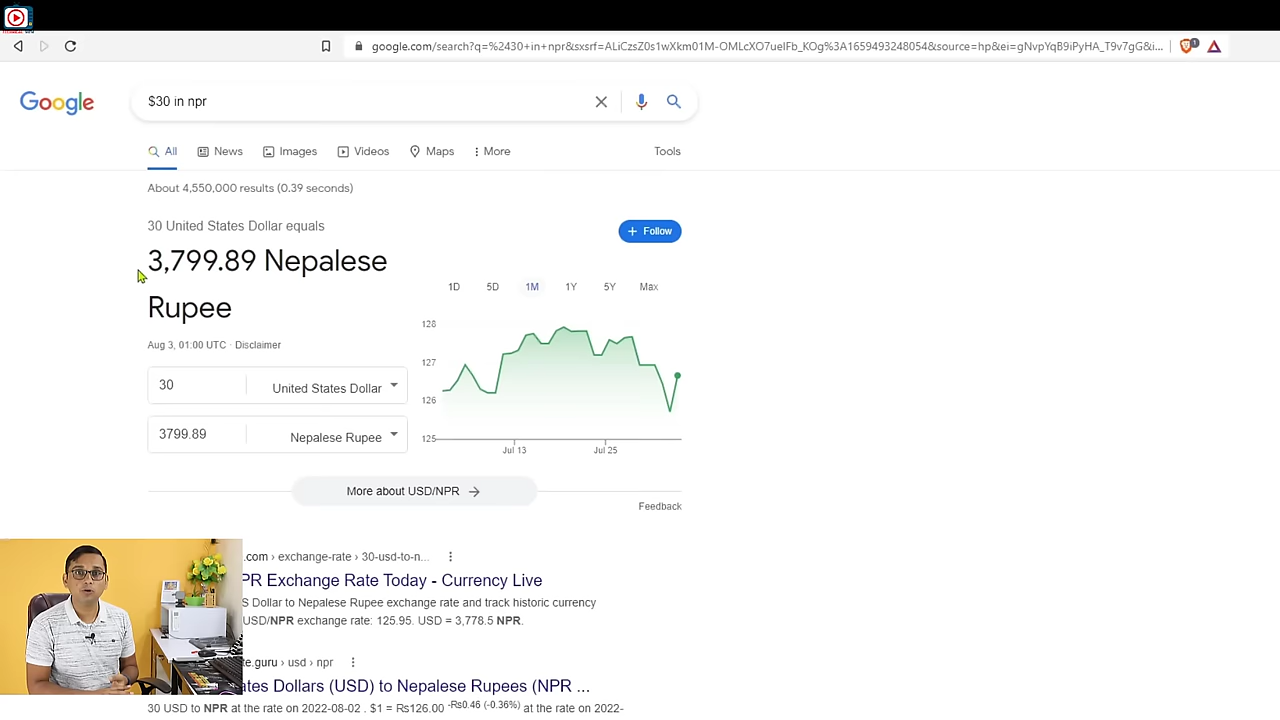 google.com/search?q=%2430+in+npr&sxsrf=ALiCzsZ0s1wXkm01M-OMLcXO7uelFb_KOg%3A1659493248054&source=hp&ei=gNvpYqB9iPyHA_T9v7gG&i...
1
Google
$30 in npr
All
News
Images
Videos
Maps
More
Tools
About 4,550,000 results (0.39 seconds)
30 United States Dollar equals
+ Follow
3,799.89 Nepalese
Rupee
Aug 3, 01:00 UTC · Disclaimer
30 United States Dollar
3799.89 Nepalese Rupee
1D 5D 1M 1Y 5Y Max
128
127
126
125
Jul 13 Jul 25
More about USD/NPR →
Feedback
.com › exchange-rate › 30-usd-to-n...
PR Exchange Rate Today - Currency Live
S Dollar to Nepalese Rupee exchange rate and track historic currency
USD/NPR exchange rate: 125.95. USD = 3,778.5 NPR.
te.guru › usd › npr
ates Dollars (USD) to Nepalese Rupees (NPR ...
30 USD to NPR at the rate on 2022-08-02 . $1 = Rs126.00 -Rs0.46 (-0.36%) at the rate on 2022-